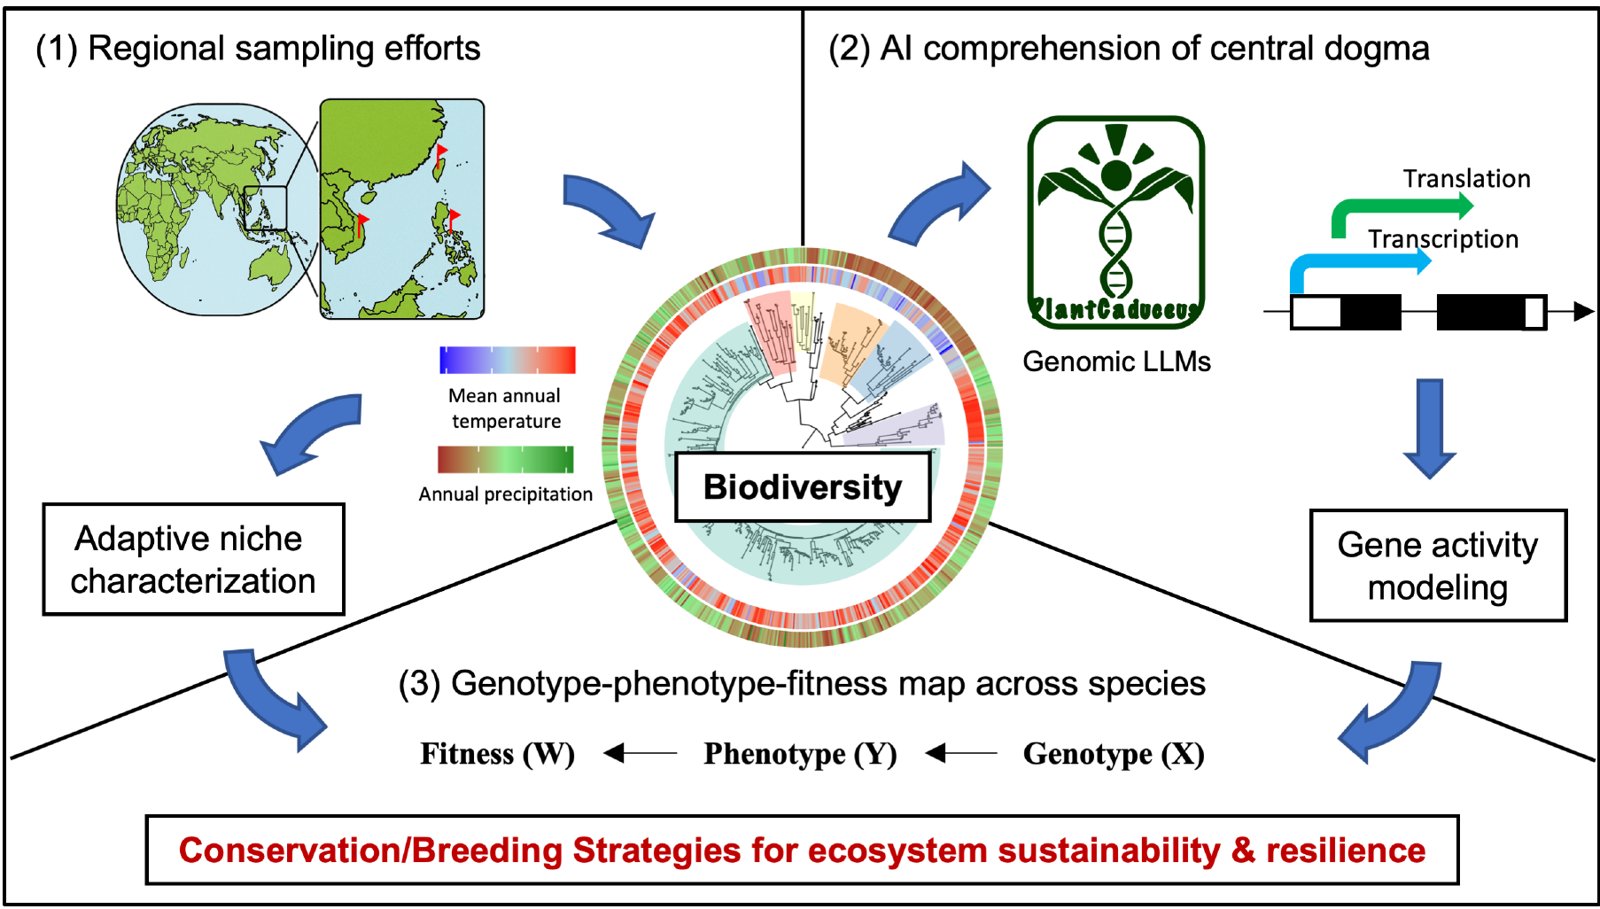 (1) Regional sampling efforts
(2) AI comprehension of central dogma
PlantCaduceus
Genomic LLMs
Translation
Transcription
Mean annual
temperature
Annual precipitation
Biodiversity
Adaptive niche
characterization
Gene activity
modeling
(3) Genotype-phenotype-fitness map across species
Fitness (W)
Phenotype (Y)
Genotype (X)
Conservation/Breeding Strategies for ecosystem sustainability & resilience